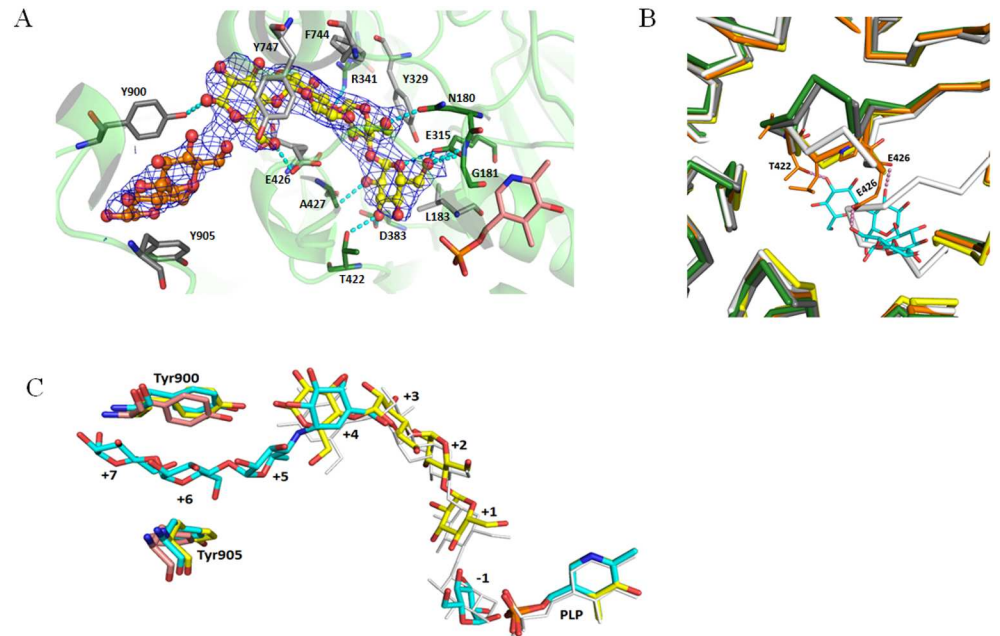 A
B
Y747
F744
R341
Y329
Y900
N180
E315
E426
G181
A427
L183
Y905
D383
T422
T422
E426
E426
C
Tyr900
+3
+4
+2
+7
+6
+5
+1
Tyr905
-1
PLP